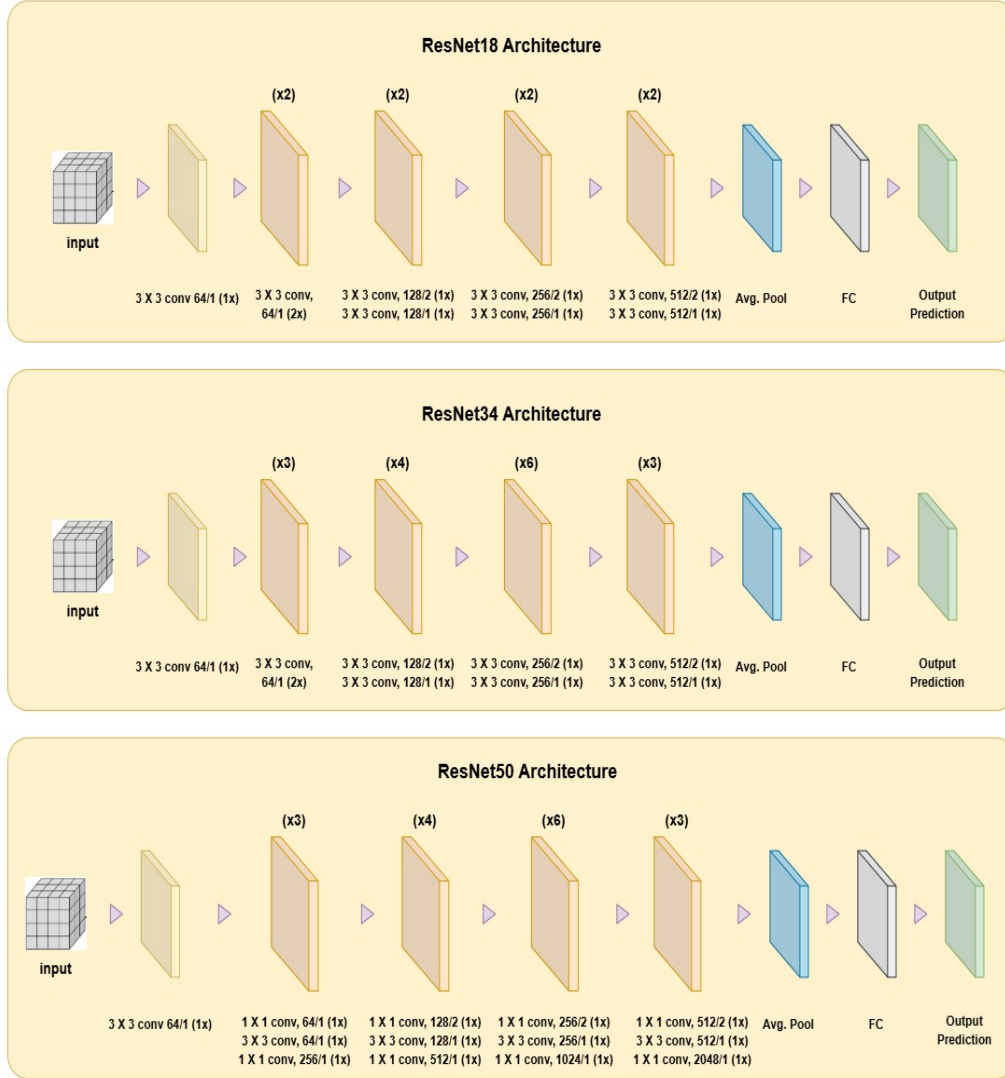 ResNet18 Architecture
(x2) (x2) (x2) (x2)
input
3 X 3 conv 64/1 (1x) 3 X 3 conv, 3 X 3 conv, 128/2 (1x) 3 X 3 conv, 256/2 (1x) 3 X 3 conv, 512/2 (1x) Avg. Pool FC Output
64/1 (2x) 3 X 3 conv, 128/1 (1x) 3 X 3 conv, 256/1 (1x) 3 X 3 conv, 512/1 (1x) Prediction
ResNet34 Architecture
(x3) (x4) (x6) (x3)
input
3 X 3 conv 64/1 (1x) 3 X 3 conv, 3 X 3 conv, 128/2 (1x) 3 X 3 conv, 256/2 (1x) 3 X 3 conv, 512/2 (1x) Avg. Pool FC Output
64/1 (2x) 3 X 3 conv, 128/1 (1x) 3 X 3 conv, 256/1 (1x) 3 X 3 conv, 512/1 (1x) Prediction
ResNet50 Architecture
(x3) (x4) (x6) (x3)
input
3 X 3 conv 64/1 (1x) 1 X 1 conv, 64/1 (1x) 1 X 1 conv, 128/2 (1x) 1 X 1 conv, 256/2 (1x) 1 X 1 conv, 512/2 (1x) Avg. Pool FC Output
3 X 3 conv, 64/1 (1x) 3 X 3 conv, 128/1 (1x) 3 X 3 conv, 256/1 (1x) 3 X 3 conv, 512/1 (1x) Prediction
1 X 1 conv, 256/1 (1x) 1 X 1 conv, 512/1 (1x) 1 X 1 conv, 1024/1 (1x) 1 X 1 conv, 2048/1 (1x)